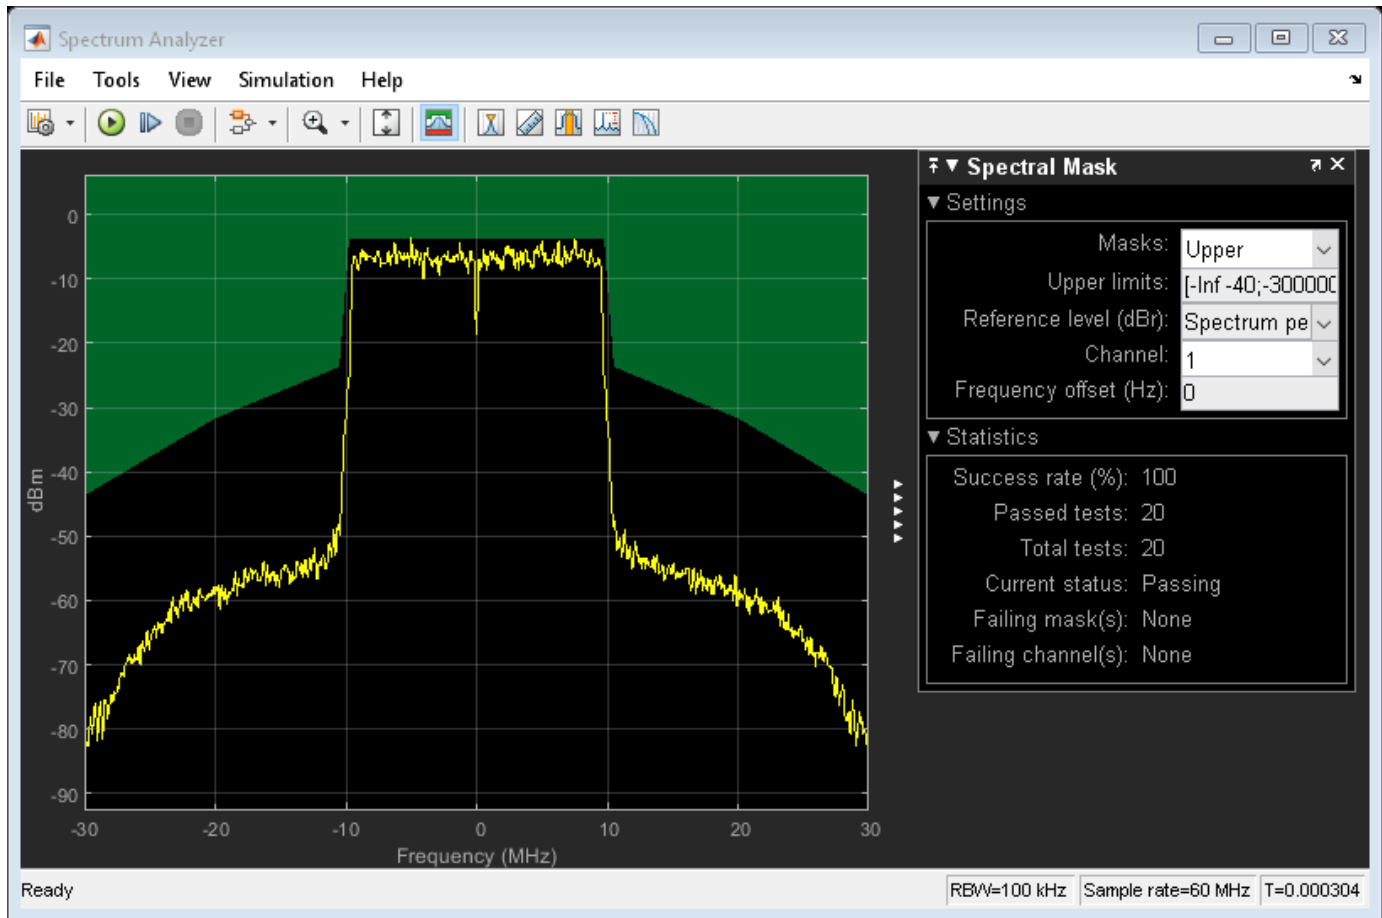 Spectrum Analyzer
File Tools View Simulation Help
0
-10
-20
-30
-40
-50
-60
-70
-80
-90
dBm
-30 -20 -10 0 10 20 30
Frequency (MHz)
Spectral Mask
Settings
Masks: Upper
Upper limits: [-Inf -40;-300000
Reference level (dBr): Spectrum pe
Channel: 1
Frequency offset (Hz): 0
Statistics
Success rate (%): 100
Passed tests: 20
Total tests: 20
Current status: Passing
Failing mask(s): None
Failing channel(s): None
Ready
RBW=100 kHz Sample rate=60 MHz T=0.000304